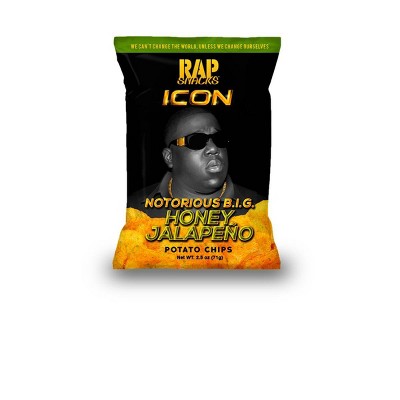 WE CAN'T CHANGE THE WORLD, UNLESS WE CHANGE OURSELVES
RAP
SNACKS
ICON
NOTORIOUS B.I.G.
HONEY
JALAPEÑO
POTATO CHIPS
Net WT. 2.5 oz (71g)